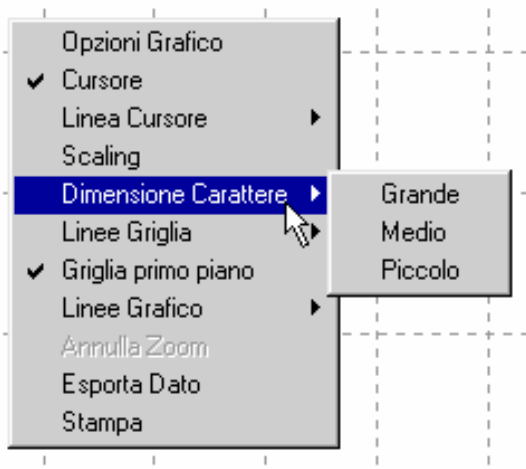 Opzioni Grafico
Cursore
Linea Cursore
Scaling
Dimensione Carattere
Linee Griglia
Griglia primo piano
Linee Grafico
Annulla Zoom
Esporta Dato
Stampa
Grande
Medio
Piccolo